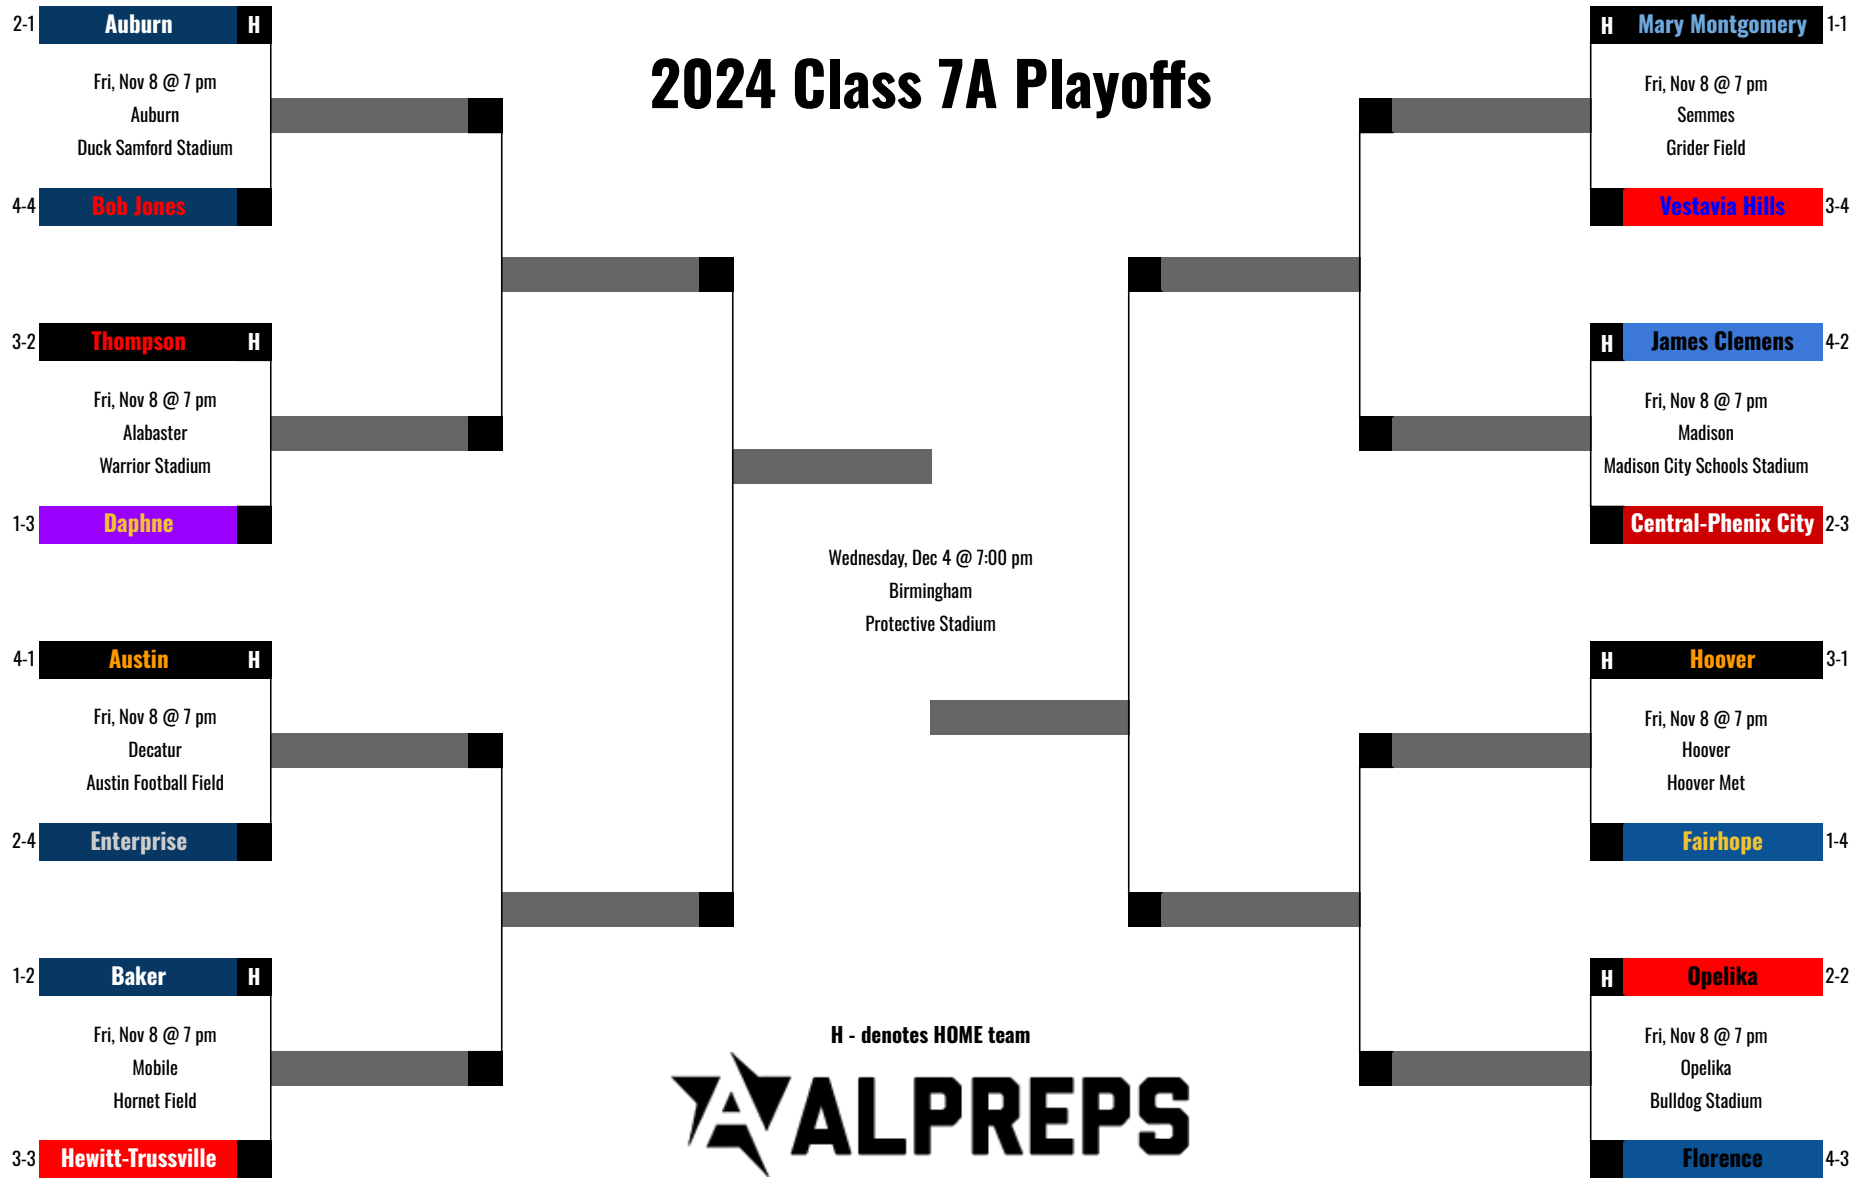 2024 Class 7A Playoffs
2-1 Auburn H
Fri, Nov 8 @ 7 pm
Auburn
Duck Samford Stadium
4-4 Bob Jones
3-2 Thompson H
Fri, Nov 8 @ 7 pm
Alabaster
Warrior Stadium
1-3 Daphne
4-1 Austin H
Fri, Nov 8 @ 7 pm
Decatur
Austin Football Field
2-4 Enterprise
1-2 Baker H
Fri, Nov 8 @ 7 pm
Mobile
Hornet Field
3-3 Hewitt-Trussville
Wednesday, Dec 4 @ 7:00 pm
Birmingham
Protective Stadium
H - denotes HOME team
ALPREPS
H Mary Montgomery 1-1
Fri, Nov 8 @ 7 pm
Semmes
Grider Field
Vestavia Hills 3-4
H James Clemens 4-2
Fri, Nov 8 @ 7 pm
Madison
Madison City Schools Stadium
Central-Phenix City 2-3
H Hoover 3-1
Fri, Nov 8 @ 7 pm
Hoover
Hoover Met
Fairhope 1-4
H Opelika 2-2
Fri, Nov 8 @ 7 pm
Opelika
Bulldog Stadium
Florence 4-3